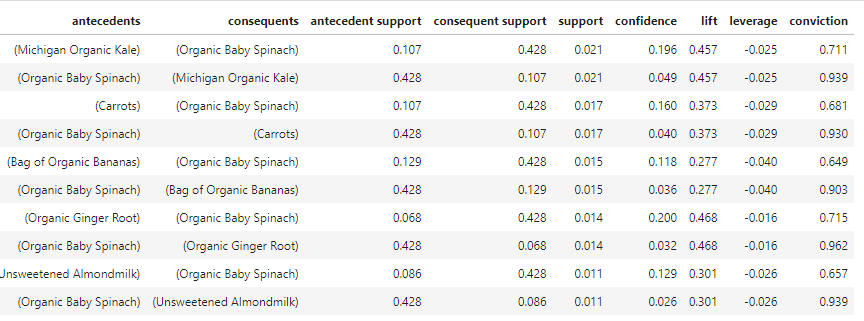 antecedents consequents antecedent support consequent support support confidence lift leverage conviction
(Michigan Organic Kale) (Organic Baby Spinach) 0.107 0.428 0.021 0.196 0.457 -0.025 0.711
(Organic Baby Spinach) (Michigan Organic Kale) 0.428 0.107 0.021 0.049 0.457 -0.025 0.939
(Carrots) (Organic Baby Spinach) 0.107 0.428 0.017 0.160 0.373 -0.029 0.681
(Organic Baby Spinach) (Carrots) 0.428 0.107 0.017 0.040 0.373 -0.029 0.930
(Bag of Organic Bananas) (Organic Baby Spinach) 0.129 0.428 0.015 0.118 0.277 -0.040 0.649
(Organic Baby Spinach) (Bag of Organic Bananas) 0.428 0.129 0.015 0.036 0.277 -0.040 0.903
(Organic Ginger Root) (Organic Baby Spinach) 0.068 0.428 0.014 0.200 0.468 -0.016 0.715
(Organic Baby Spinach) (Organic Ginger Root) 0.428 0.068 0.014 0.032 0.468 -0.016 0.962
Unsweetened Almondmilk) (Organic Baby Spinach) 0.086 0.428 0.011 0.129 0.301 -0.026 0.657
(Organic Baby Spinach) (Unsweetened Almondmilk) 0.428 0.086 0.011 0.026 0.301 -0.026 0.939